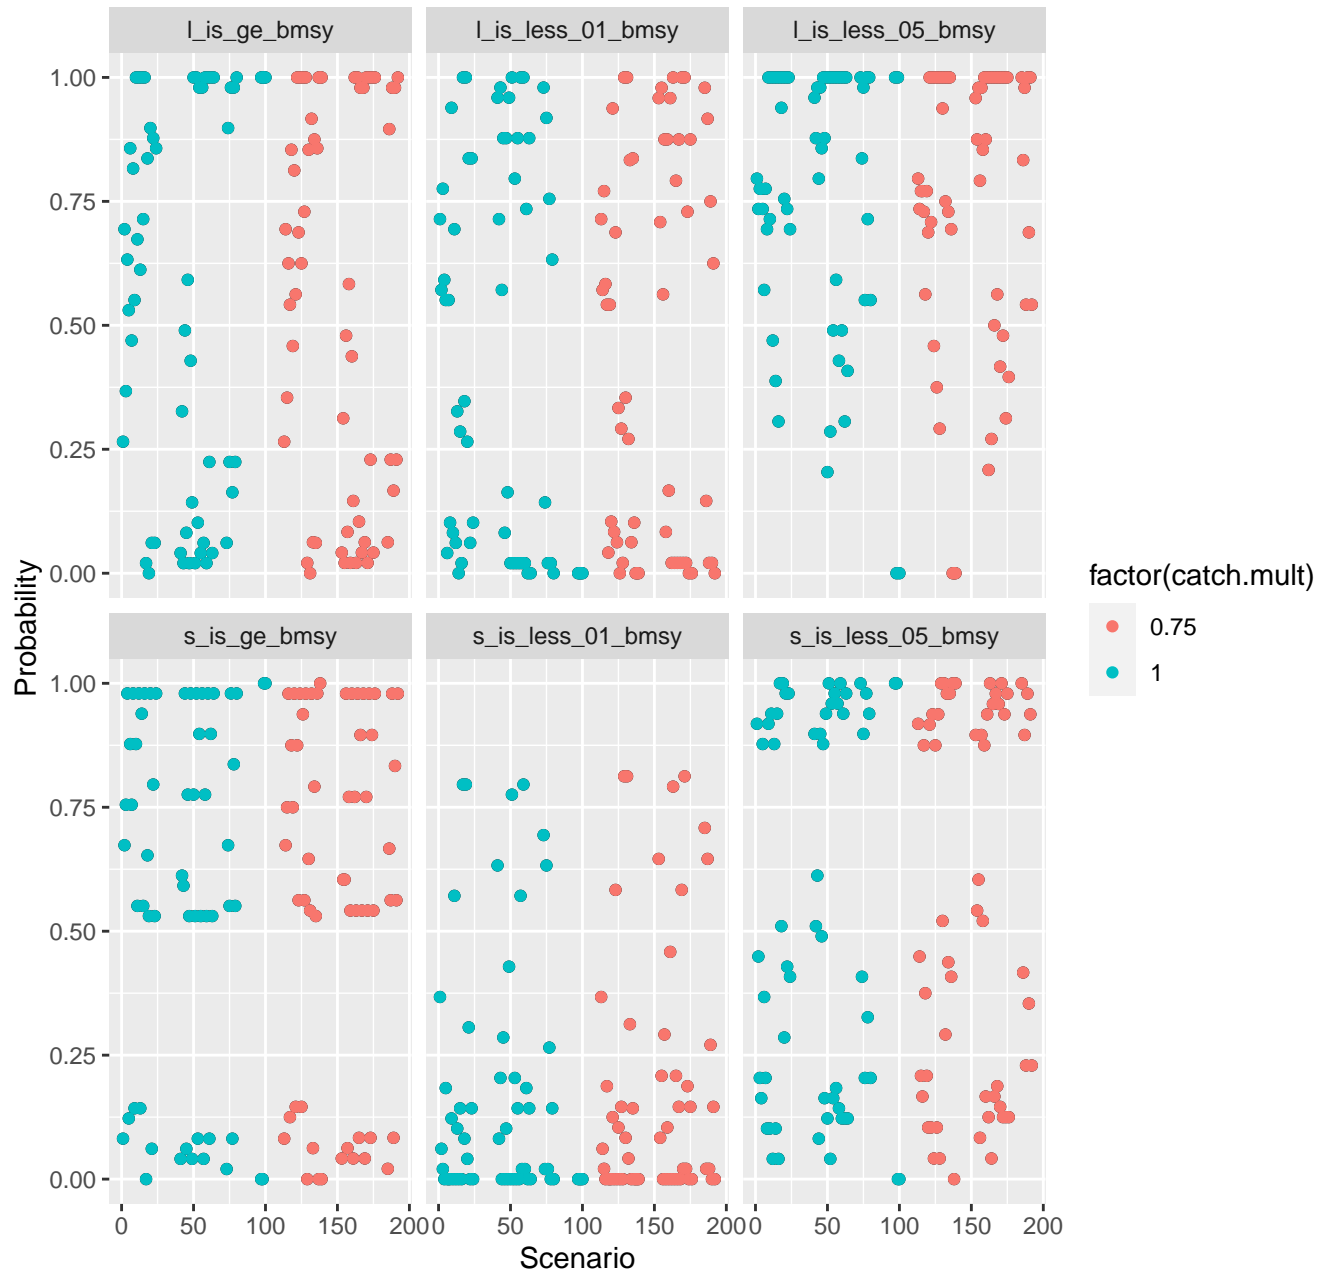 l_is_ge_bmsy
l_is_less_01_bmsy
l_is_less_05_bmsy
1.00
0.75
0.50
0.25
0.00
s_is_ge_bmsy
s_is_less_01_bmsy
s_is_less_05_bmsy
1.00
0.75
0.50
0.25
0.00
0 50 100 150 200
0 50 100 150 200
0 50 100 150 200
Scenario
Probability
factor(catch.mult)
0.75
1